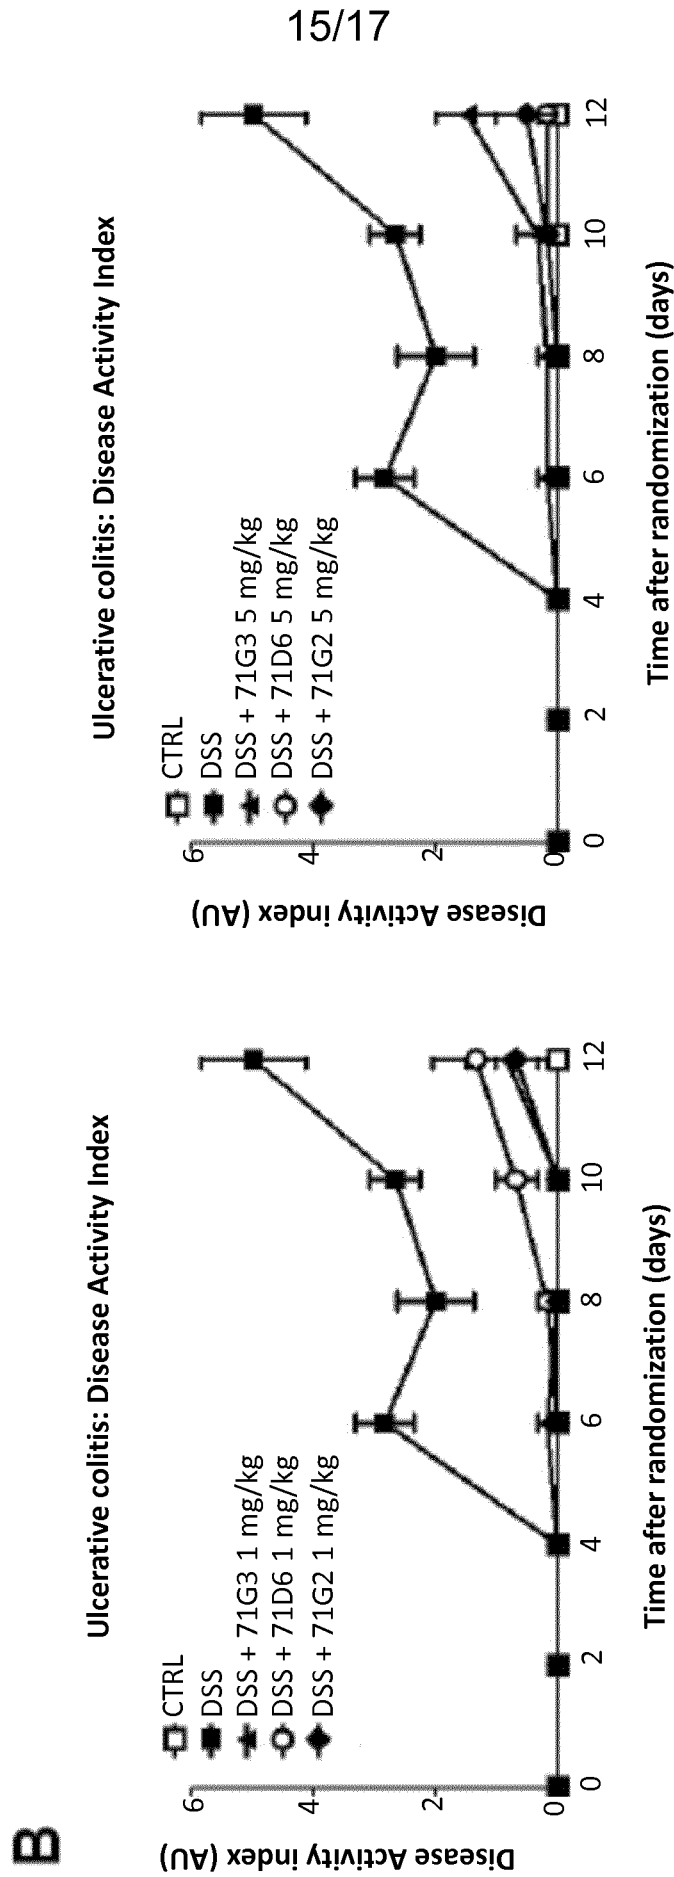 15/17
B
Ulcerative colitis: Disease Activity Index
CTRL
DSS
DSS + 71G3 1 mg/kg
DSS + 71D6 1 mg/kg
DSS + 71G2 1 mg/kg
Disease Activity index (AU)
6
4
2
0
0 2 4 6 8 10 12
Time after randomization (days)
Ulcerative colitis: Disease Activity Index
CTRL
DSS
DSS + 71G3 5 mg/kg
DSS + 71D6 5 mg/kg
DSS + 71G2 5 mg/kg
Disease Activity index (AU)
6
4
2
0
0 2 4 6 8 10 12
Time after randomization (days)